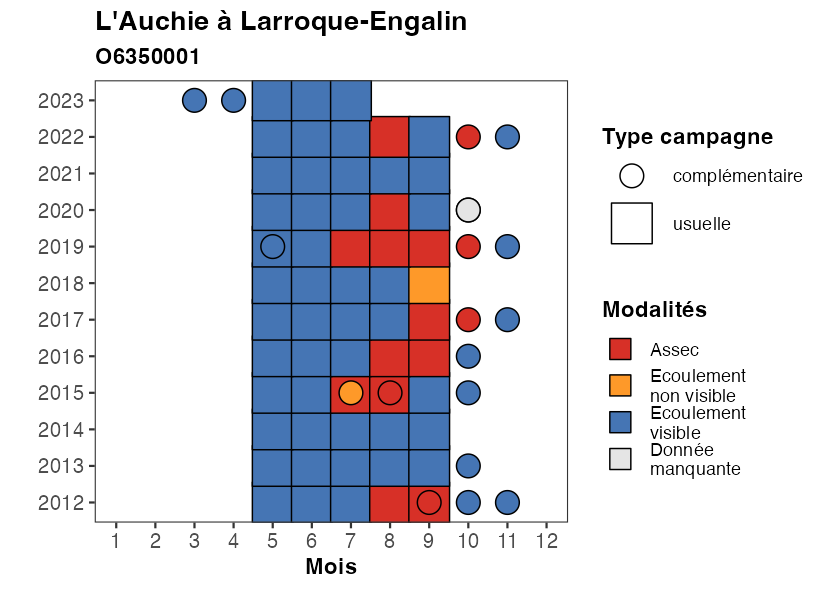 L'Auchie à Larroque-Engalin
O6350001
2023
2022
2021
2020
2019
2018
2017
2016
2015
2014
2013
2012
1 2 3 4 5 6 7 8 9 10 11 12
Mois
Type campagne
complémentaire
usuelle
Modalités
Assec
Ecoulement
non visible
Ecoulement
visible
Donnée
manquante